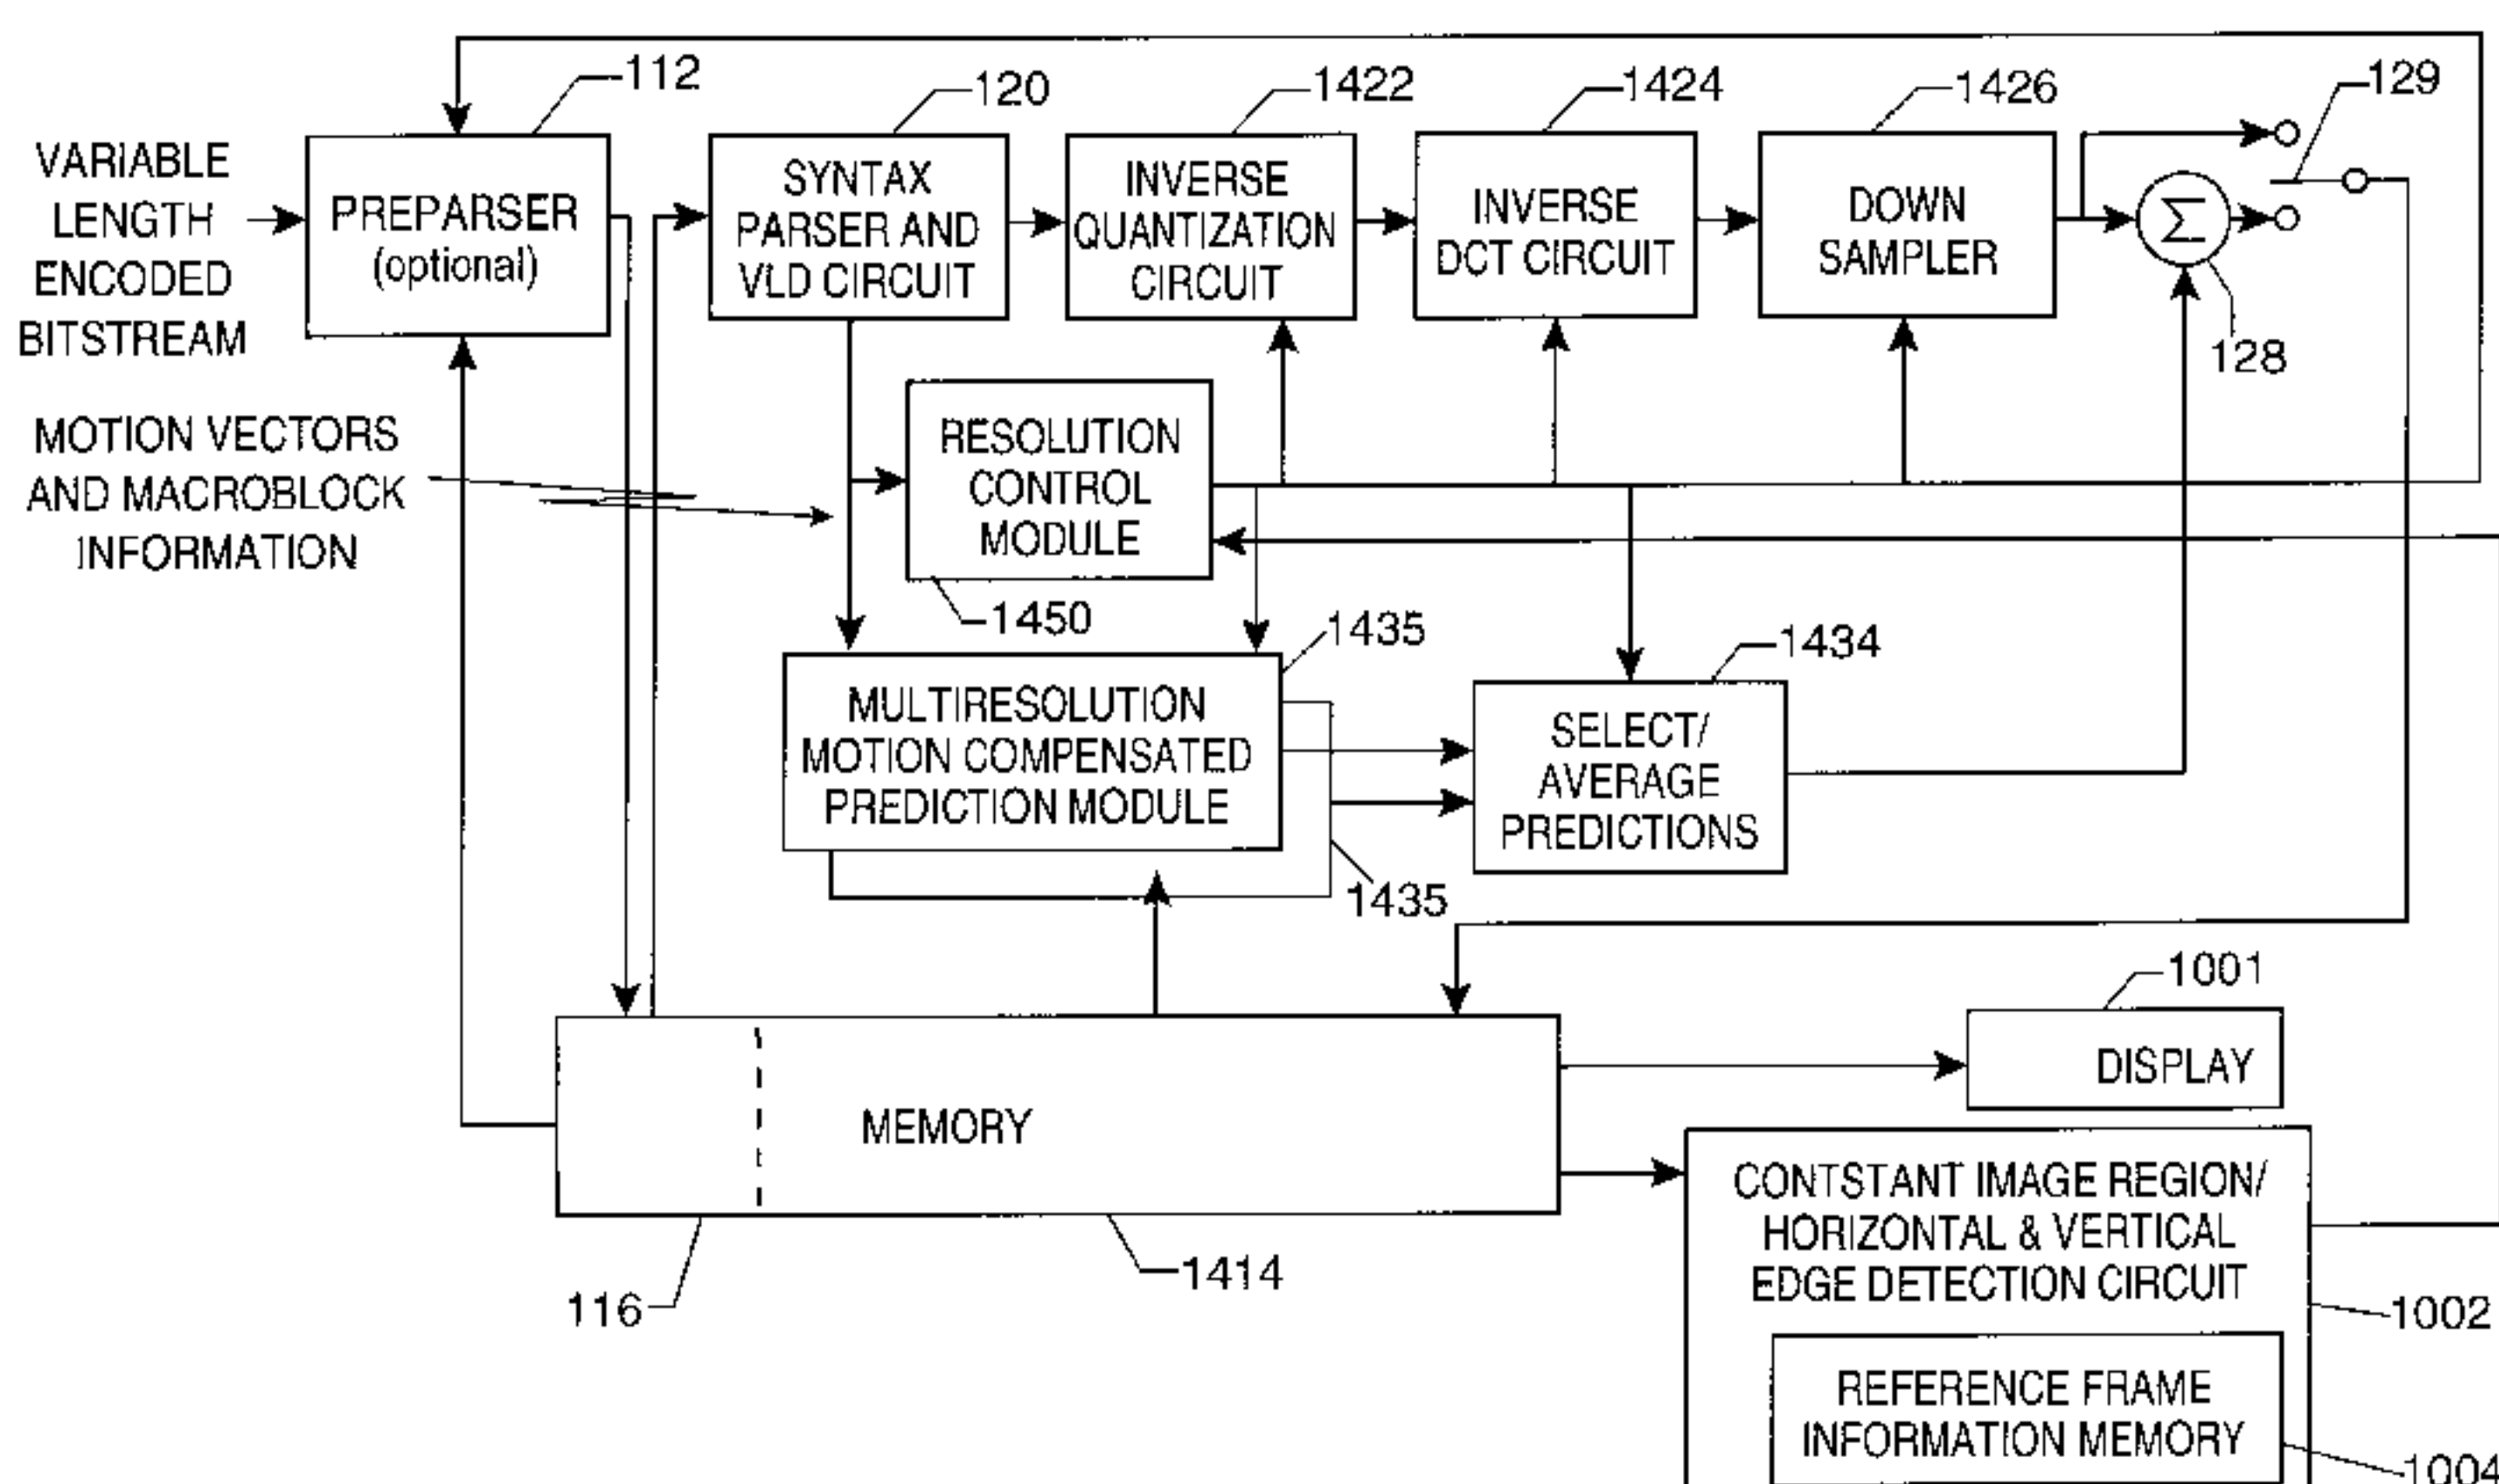 112
120
1422
1424
1426
129
VARIABLE
LENGTH
ENCODED
BITSTREAM
PREPARSER
(optional)
SYNTAX
PARSER AND
VLD CIRCUIT
INVERSE
QUANTIZATION
CIRCUIT
INVERSE
DCT CIRCUIT
DOWN
SAMPLER
Σ
128
MOTION VECTORS
AND MACROBLOCK
INFORMATION
RESOLUTION
CONTROL
MODULE
1450
1435
1434
MULTIRESOLUTION
MOTION COMPENSATED
PREDICTION MODULE
SELECT/
AVERAGE
PREDICTIONS
1435
1001
DISPLAY
MEMORY
116
1414
CONTSTANT IMAGE REGION/
HORIZONTAL & VERTICAL
EDGE DETECTION CIRCUIT
1002
REFERENCE FRAME
INFORMATION MEMORY
1004